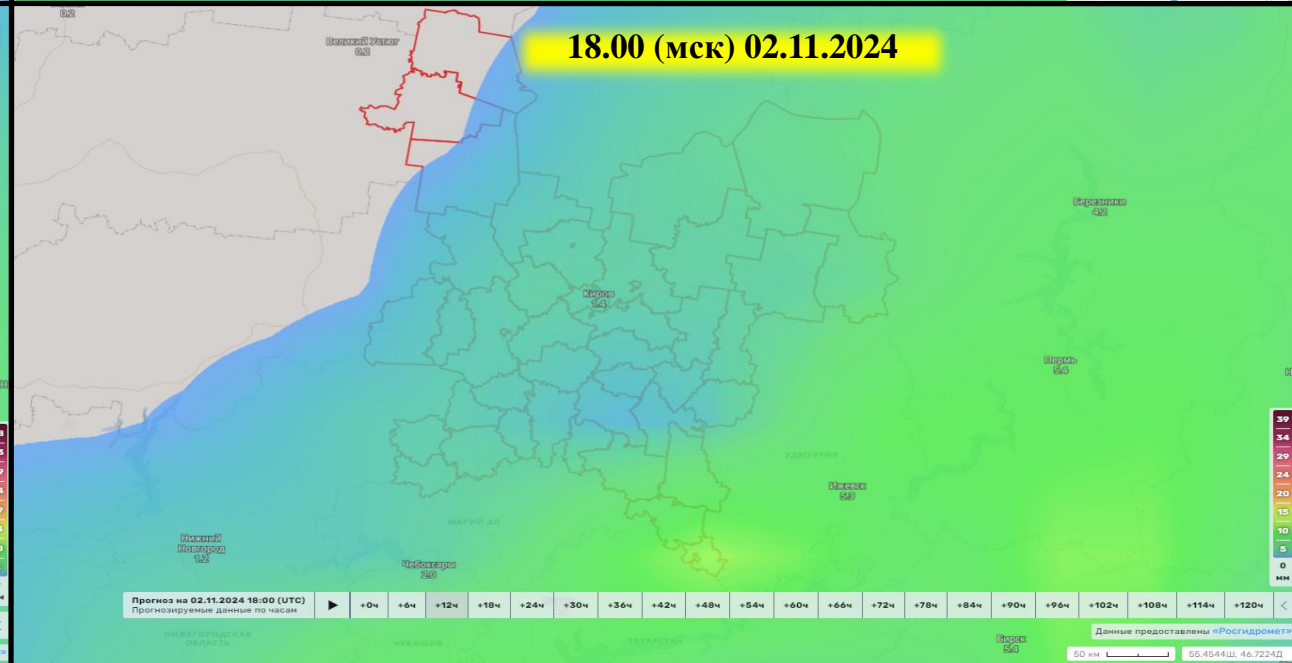 0.2
Великий Устюг
0.2
18.00 (мск) 02.11.2024
Березники
4.2
Киров
1.4
Пермь
5.4
УДМУРТИЯ
Ижевск
5.3
МАРИЙ ЭЛ
Нижний
Новгород
1.2
Чебоксары
2.0
39
34
29
24
20
15
10
5
0
мм
Прогноз на 02.11.2024 18:00 (UTC)
Прогнозируемые данные по часам
+0ч +6ч +12ч +18ч +24ч +30ч +36ч +42ч +48ч +54ч +60ч +66ч +72ч +78ч +84ч +90ч +96ч +102ч +108ч +114ч +120ч <
НИЖЕГОРОДСКАЯ
ОБЛАСТЬ
ЧУВАШИЯ
ТАТАРСТАН
Бирск
5.4
Данные предоставлены «Росгидромет»
50 км
55.4544Ш, 46.7224Д